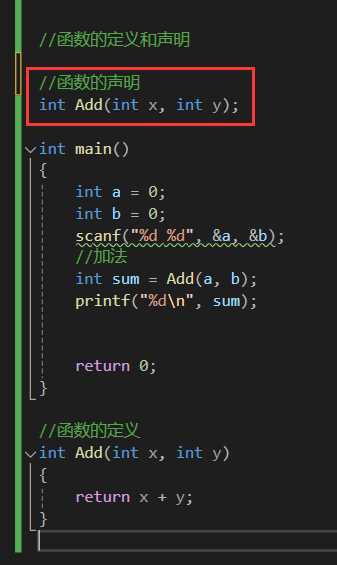 //函数的定义和声明
//函数的声明
int Add(int x, int y);
int main()
{
int a = 0;
int b = 0;
scanf("%d %d", &a, &b);
//加法
int sum = Add(a, b);
printf("%d\n", sum);
return 0;
}
//函数的定义
int Add(int x, int y)
{
return x + y;
}